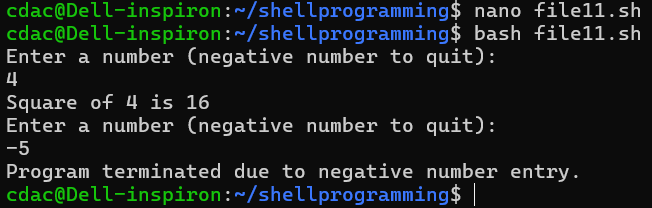 cdac@Dell-inspiron:~/shellprogramming$ nano file11.sh
cdac@Dell-inspiron:~/shellprogramming$ bash file11.sh
Enter a number (negative number to quit):
4
Square of 4 is 16
Enter a number (negative number to quit):
-5
Program terminated due to negative number entry.
cdac@Dell-inspiron:~/shellprogramming$